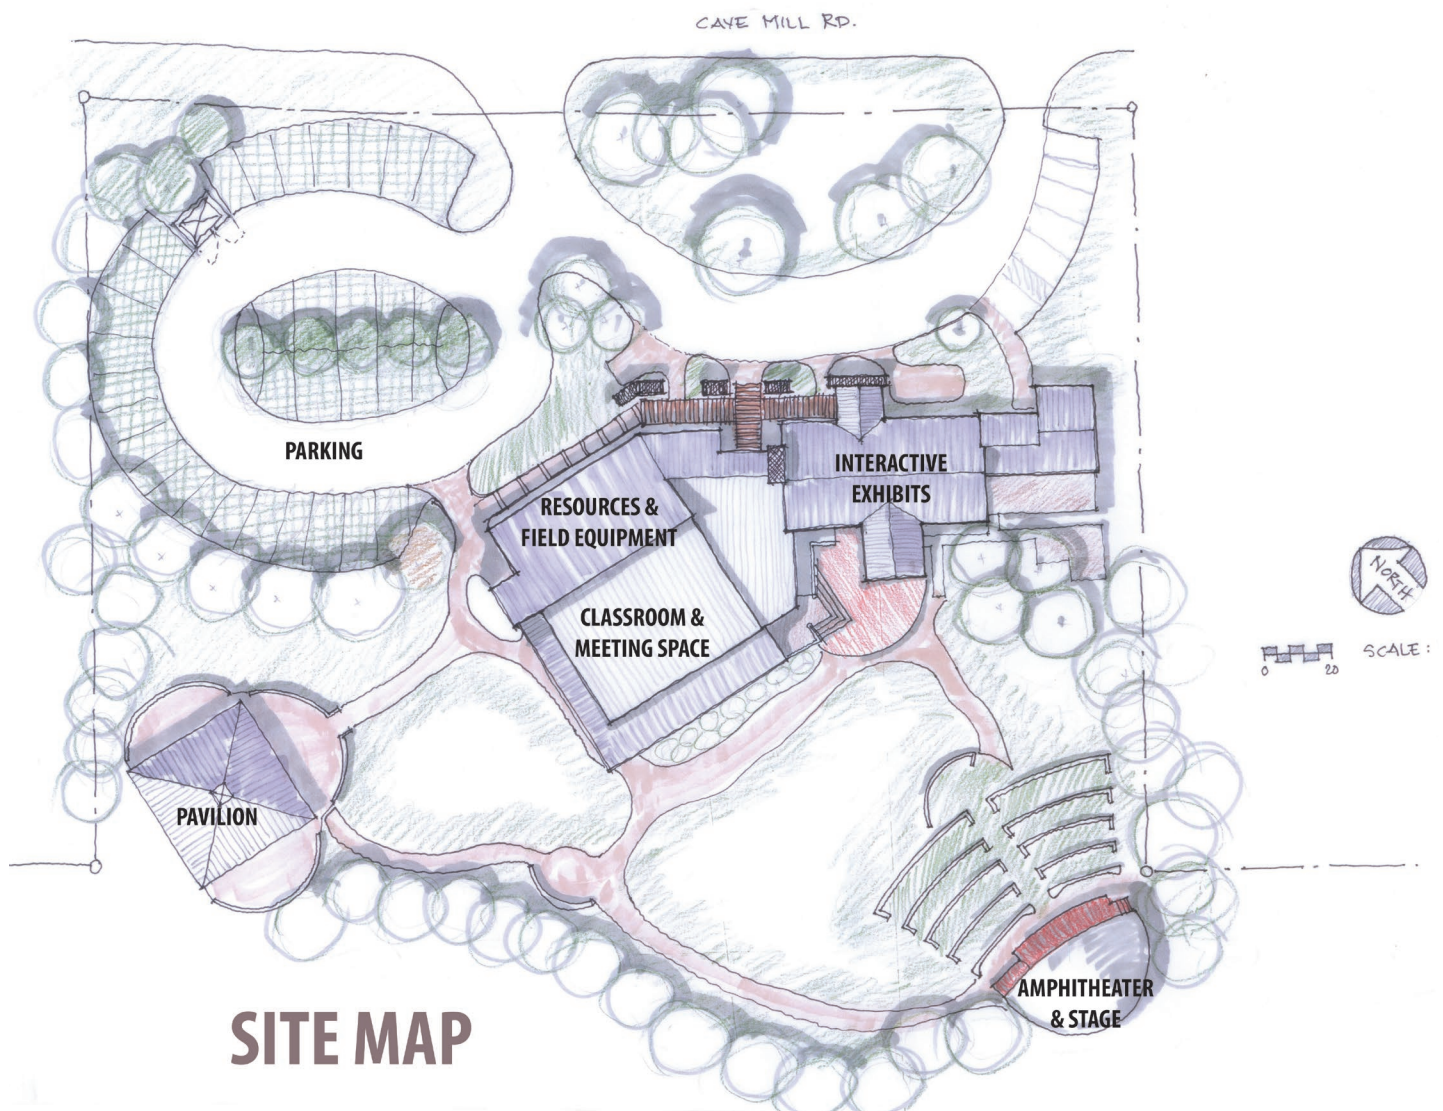 CAVE MILL RD.
PARKING
INTERACTIVE
EXHIBITS
RESOURCES &
FIELD EQUIPMENT
CLASSROOM &
MEETING SPACE
NORTH
SCALE:
0 20
PAVILION
AMPHITHEATER
& STAGE
SITE MAP